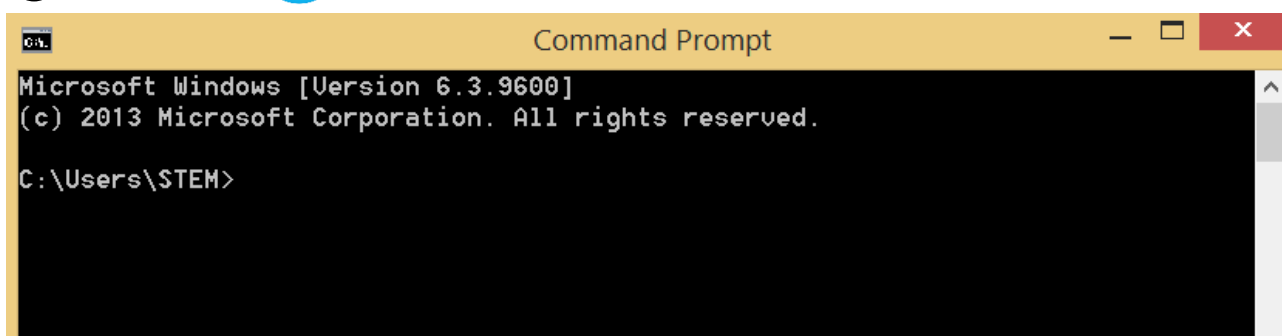 C:\.
Command Prompt
Microsoft Windows [Version 6.3.9600]
(c) 2013 Microsoft Corporation. All rights reserved.
C:\Users\STEM>